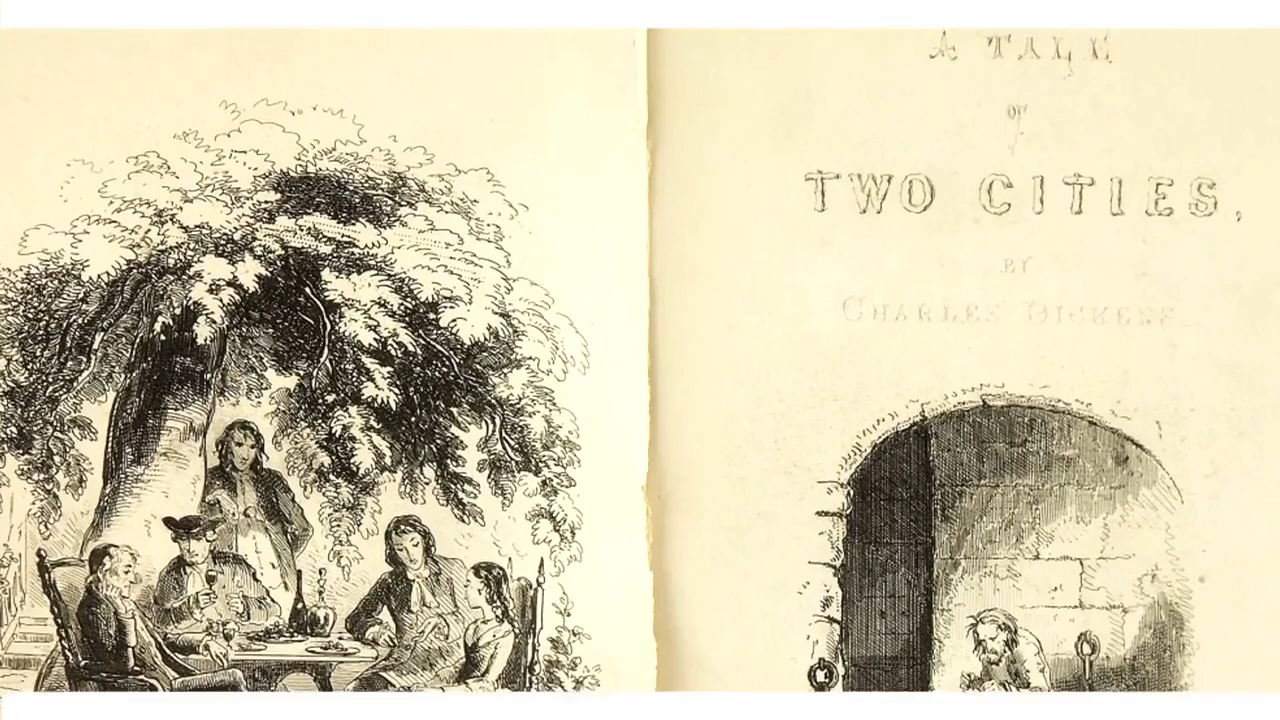 A TALE
OF
TWO CITIES,
BY
CHARLES DICKENS